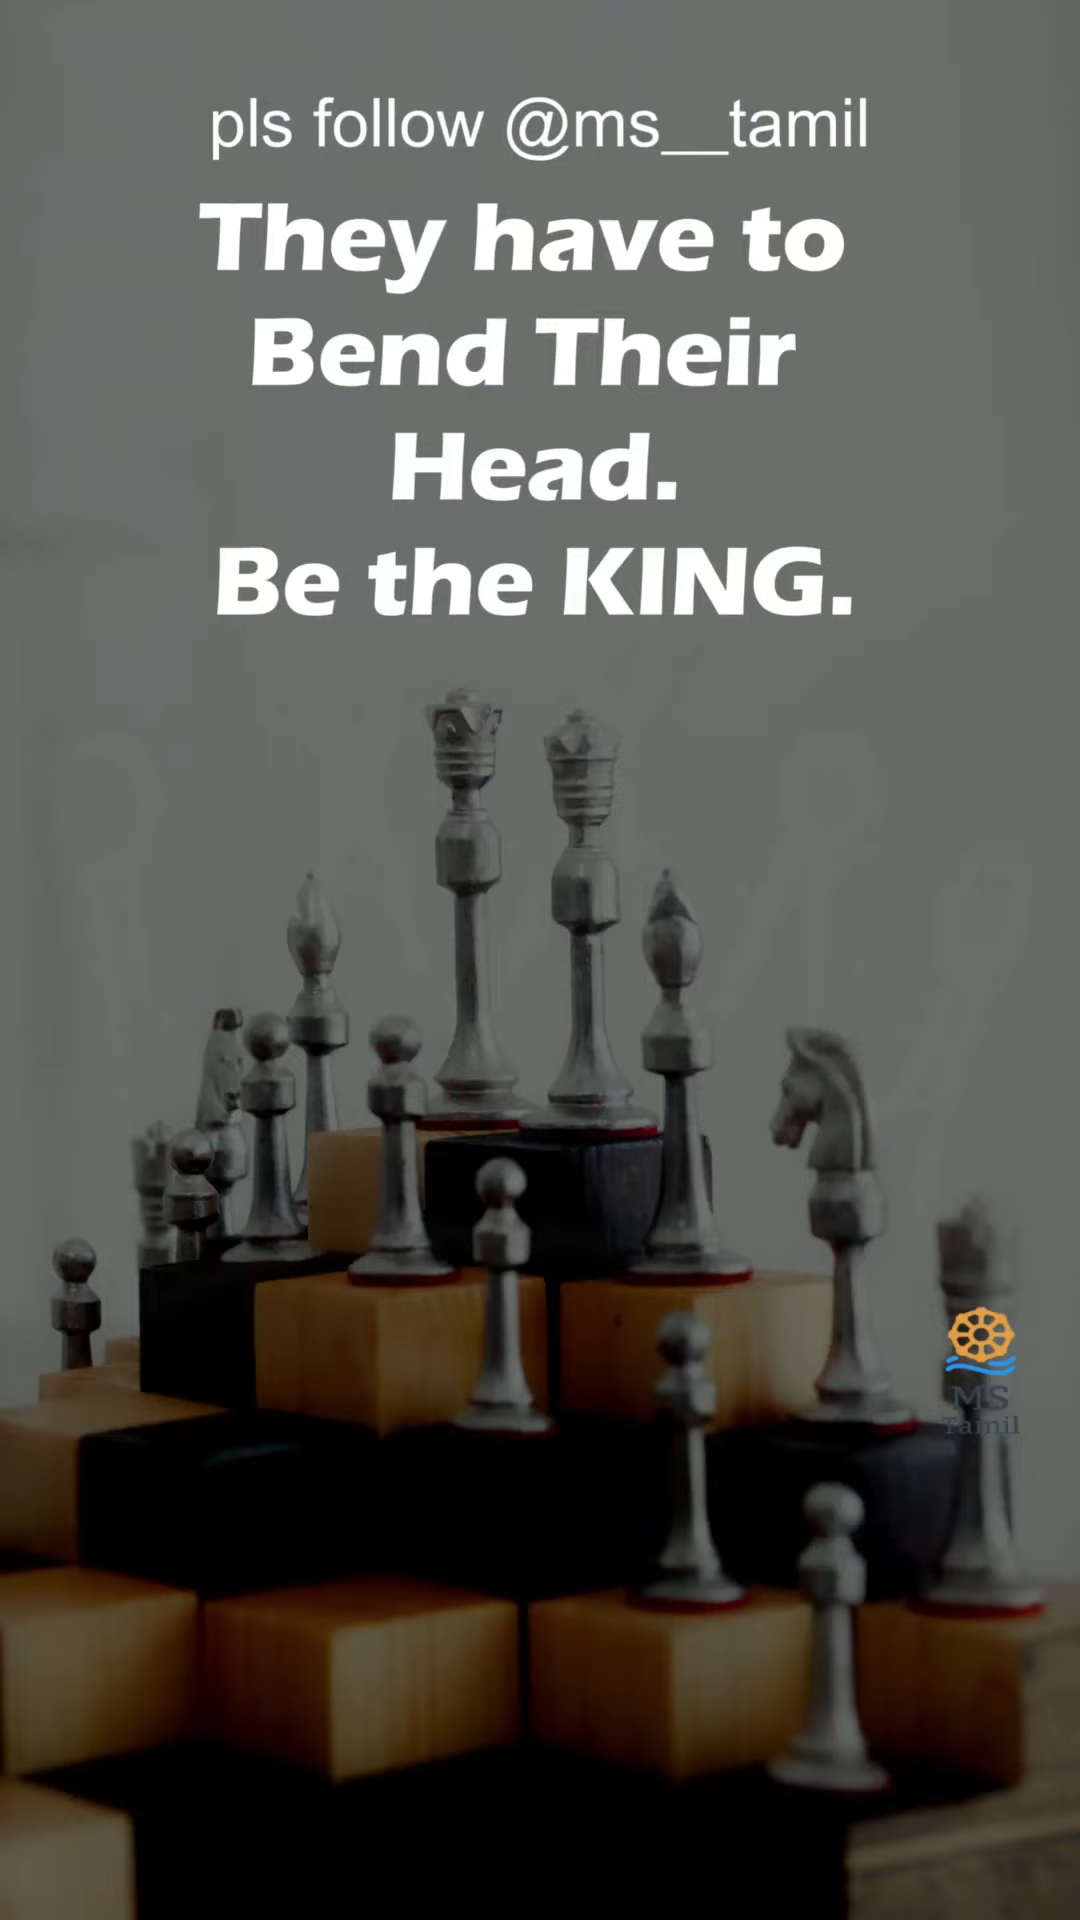 pls follow @ms__tamil
They have to
Bend Their
Head.
Be the KING.
MS
Tamil